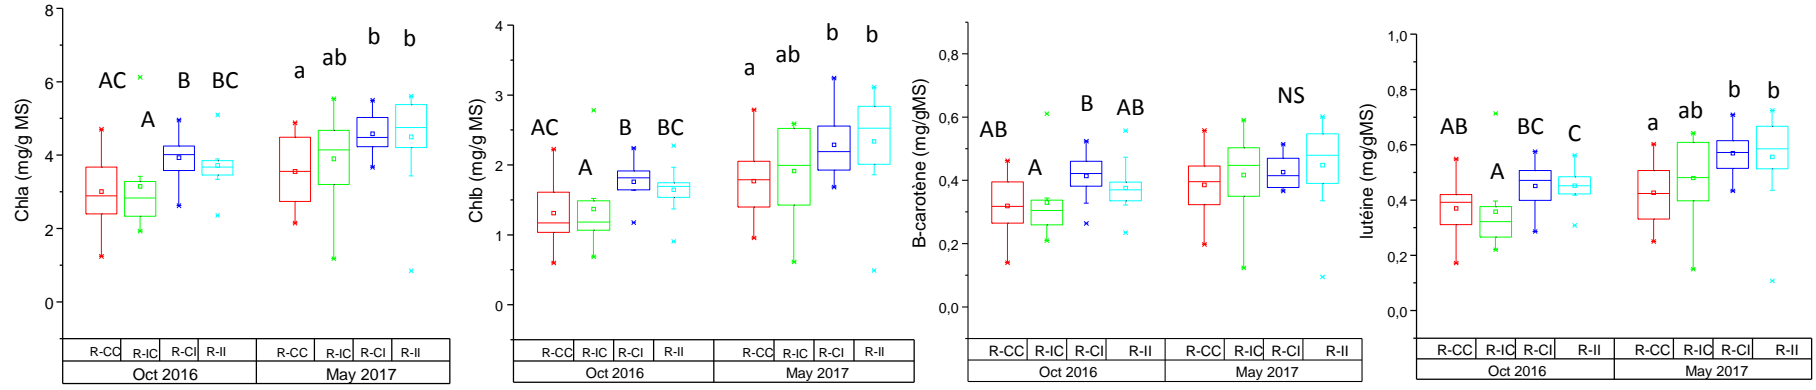 Chla (mg/g MS)
8
6
4
2
0
AC
A
B
BC
a
ab
b
b
R-CC R-IC R-CI R-II R-CC R-IC R-CI R-II
Oct 2016 May 2017
Chlb (mg/g MS)
4
3
2
1
0
AC
A
B
BC
a
ab
b
b
R-CC R-IC R-CI R-II R-CC R-IC R-CI R-II
Oct 2016 May 2017
B-carotène (mg/gMS)
0,8
0,6
0,4
0,2
0,0
AB
A
B
AB
NS
R-CC R-IC R-CI R-II R-CC R-IC R-CI R-II
Oct 2016 May 2017
lutéine (mg/gMS)
1,0
0,8
0,6
0,4
0,2
0,0
AB
A
BC
C
a
ab
b
b
R-CC R-IC R-CI R-II R-CC R-IC R-CI R-II
Oct 2016 May 2017